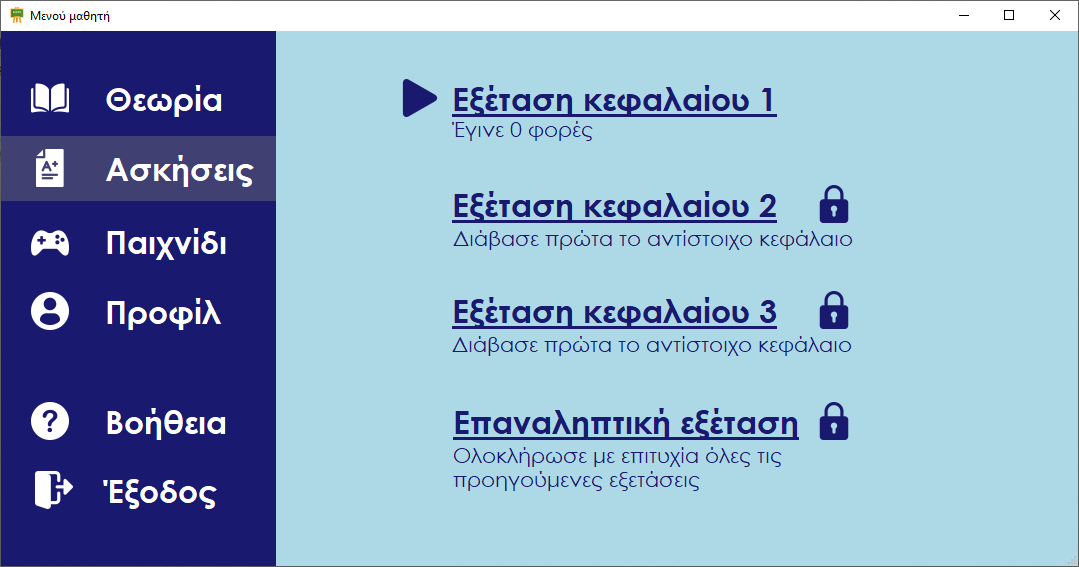 Μενού μαθητή
Θεωρία
Ασκήσεις
A+
Παιχνίδι
Προφίλ
?
Βοήθεια
Έξοδος
Εξέταση κεφαλαίου 1
Έγινε 0 φορές
Εξέταση κεφαλαίου 2
Διάβασε πρώτα το αντίστοιχο κεφάλαιο
Εξέταση κεφαλαίου 3
Διάβασε πρώτα το αντίστοιχο κεφάλαιο
Επαναληπτική εξέταση
Ολοκλήρωσε με επιτυχία όλες τις
προηγούμενες εξετάσεις